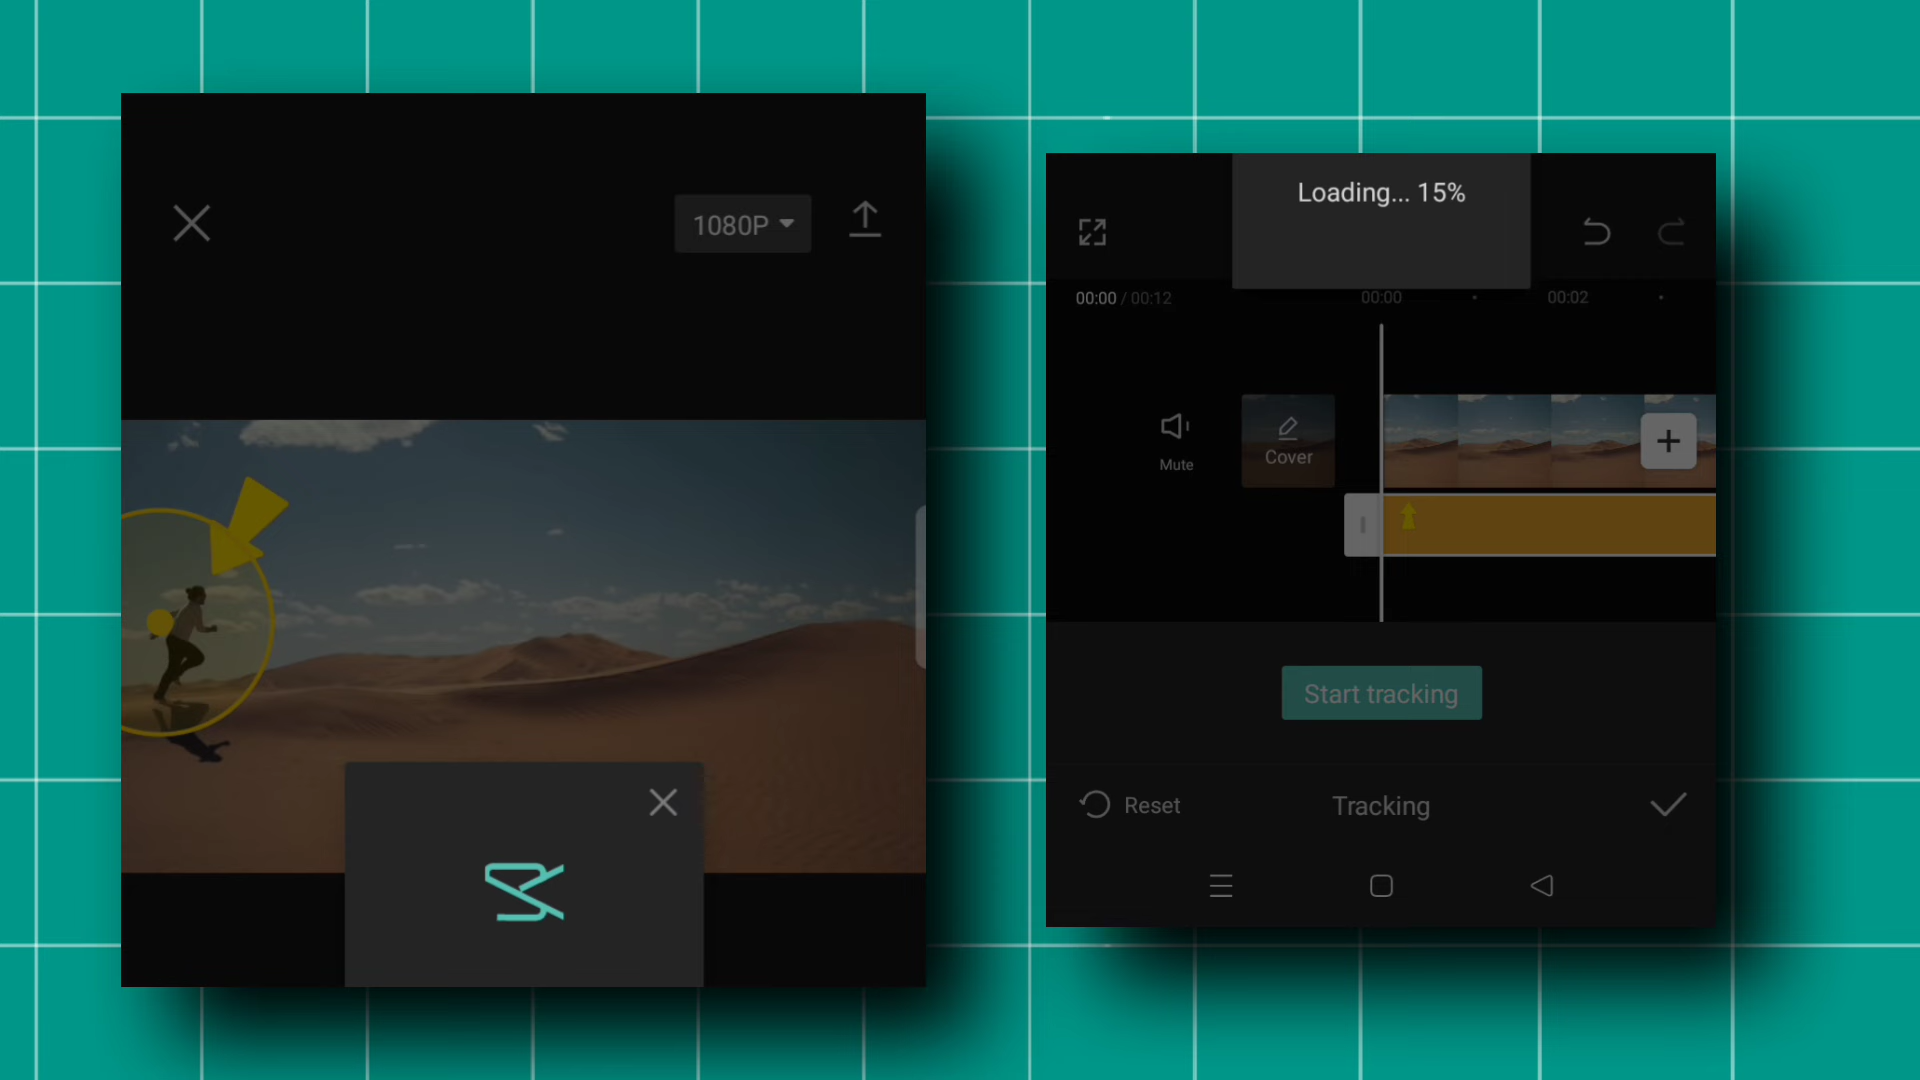 1080P
Loading... 15%
00:00 / 00:12
00:00
00:02
Mute
Cover
Start tracking
Reset
Tracking